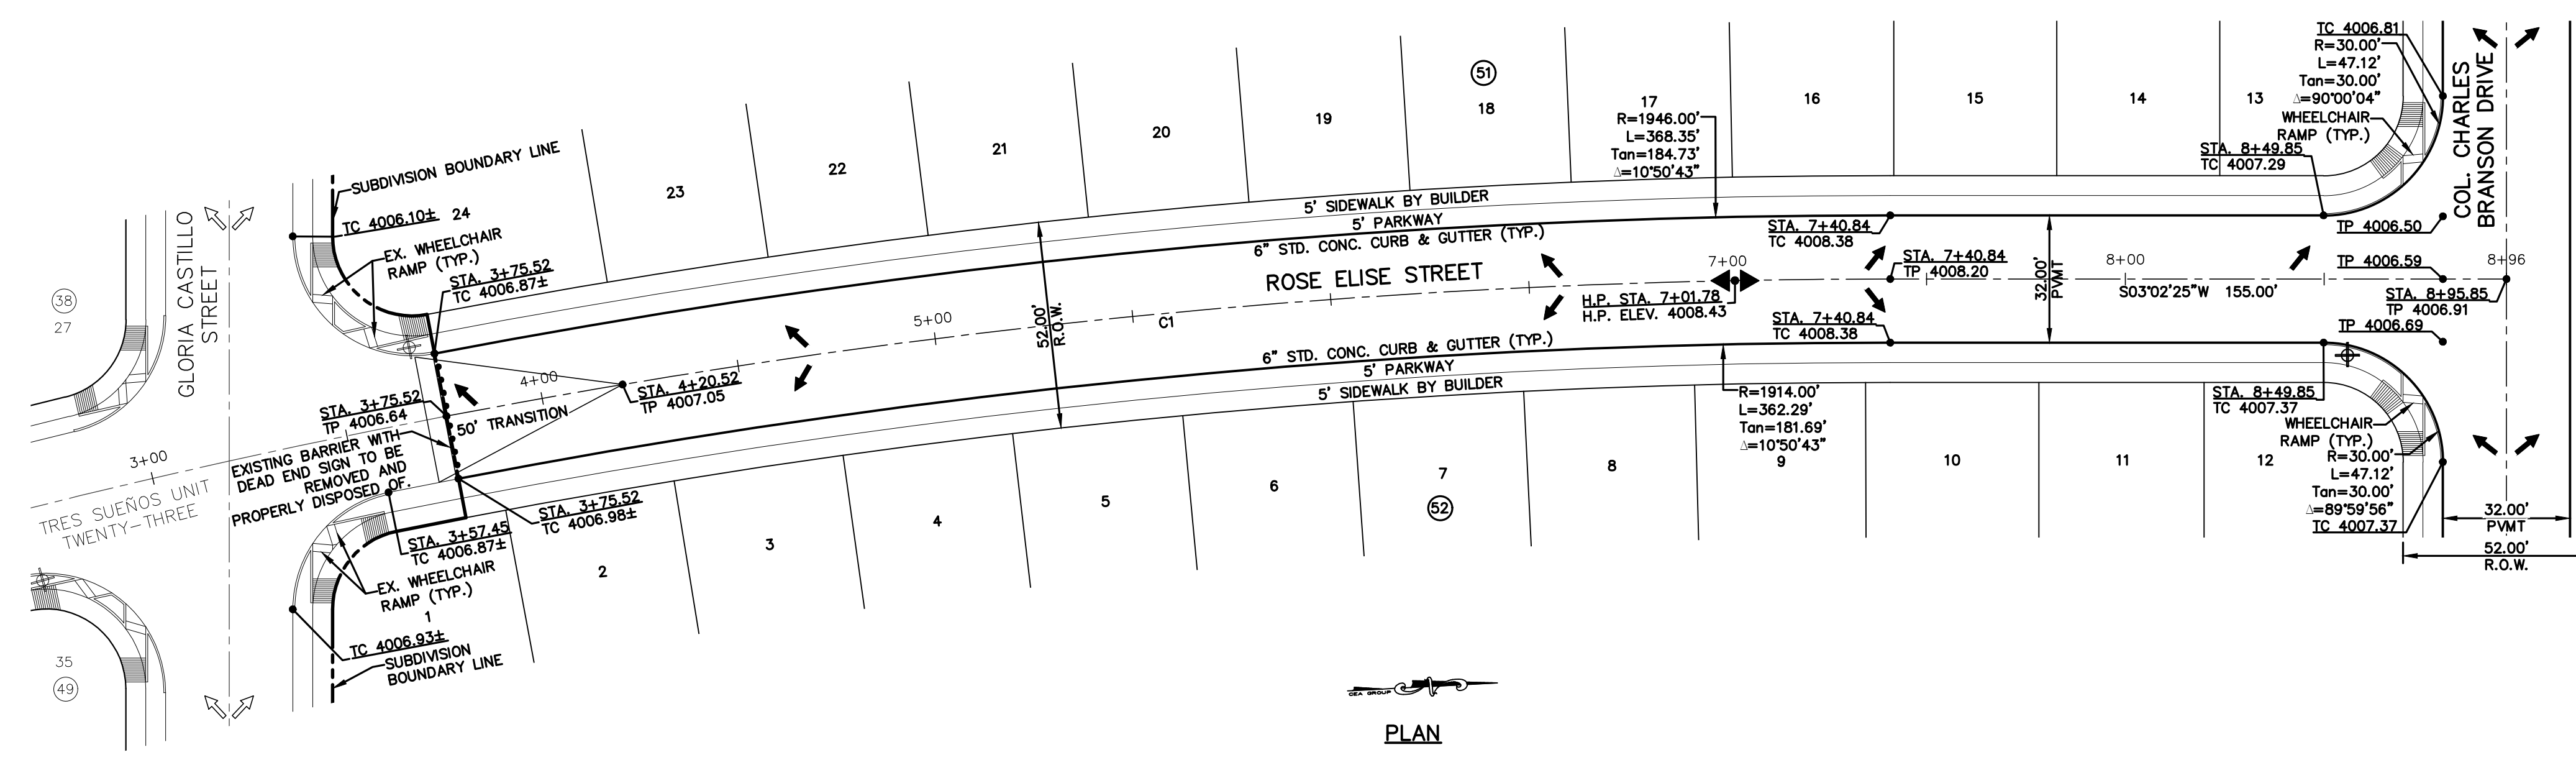 SUBDIVISION BOUNDARY LINE
TC 4006.10±
24
EX. WHEELCHAIR
RAMP (TYP.)
STA. 3+75.52
TC 4006.87±
GLORIA CASTILLO
STREET
38
27
3+00
TRES SUEÑOS UNIT
TWENTY-THREE
35
49
STA. 3+75.52
TP 4006.64
EXISTING BARRIER WITH
DEAD END SIGN TO BE
REMOVED AND
PROPERLY DISPOSED OF.
4+00
50' TRANSITION
STA. 4+20.52
TP 4007.05
STA. 3+75.52
TC 4006.98±
STA. 3+57.45
TC 4006.87±
EX. WHEELCHAIR
RAMP (TYP.)
1
TC 4006.93±
SUBDIVISION
BOUNDARY LINE
23
22
21
20
19
51
18
17
16
15
14
13
R=1946.00'
L=368.35'
Tan=184.73'
Δ=10°50'43"
5' SIDEWALK BY BUILDER
5' PARKWAY
6" STD. CONC. CURB & GUTTER (TYP.)
ROSE ELISE STREET
5+00
C1
52.00'
R.O.W.
6" STD. CONC. CURB & GUTTER (TYP.)
5' PARKWAY
5' SIDEWALK BY BUILDER
7+00
H.P. STA. 7+01.78
H.P. ELEV. 4008.43
STA. 7+40.84
TC 4008.38
STA. 7+40.84
TP 4008.20
STA. 7+40.84
TC 4008.38
32.00'
PVMT
8+00
S03°02'25"W 155.00'
R=1914.00'
L=362.29'
Tan=181.69'
Δ=10°50'43"
2
3
4
5
6
7
52
8
9
10
11
12
TC 4006.81
R=30.00'
L=47.12'
Tan=30.00'
Δ=90°00'04"
WHEELCHAIR
RAMP (TYP.)
STA. 8+49.85
TC 4007.29
COL. CHARLES
BRANSON DRIVE
TP 4006.50
TP 4006.59
8+96
STA. 8+95.85
TP 4006.91
TP 4006.69
STA. 8+49.85
TC 4007.37
WHEELCHAIR
RAMP (TYP.)
R=30.00'
L=47.12'
Tan=30.00'
Δ=89°59'56"
TC 4007.37
32.00'
PVMT
52.00'
R.O.W.
CEA GROUP
PLAN